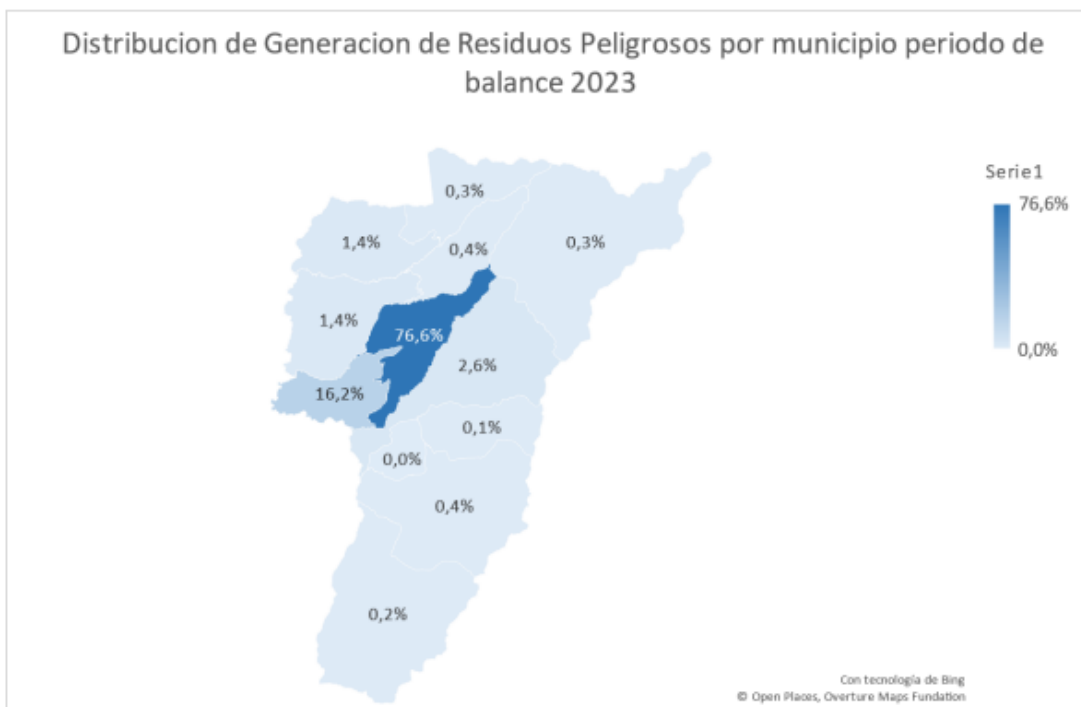 Distribucion de Generacion de Residuos Peligrosos por municipio periodo de
balance 2023
Serie1
76,6%
0,0%
0,3%
1,4%
0,4%
0,3%
1,4%
76,6%
2,6%
16,2%
0,1%
0,0%
0,4%
0,2%
Con tecnología de Bing
© Open Places, Overture Maps Fundation